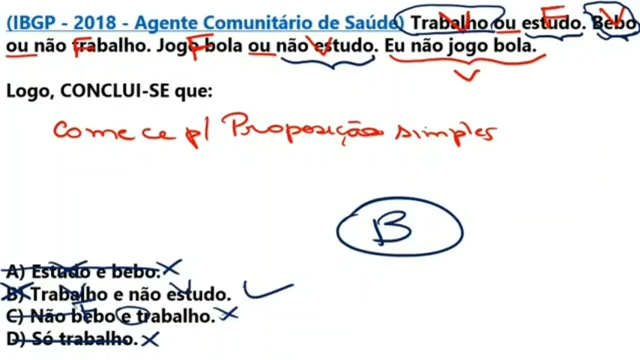 (IBGP - 2018 - Agente Comunitário de Saúde) Trabalho ou estudo. Bebo
V F V
ou não trabalho. Jogo bola ou não estudo. Eu não jogo bola.
F F V
V
Logo, CONCLUI-SE que:
Comece p/ Proposição simples
B
A) Estudo e bebo. X
B) Trabalho e não estudo. ✓
C) Não bebo e trabalho. X
D) Só trabalho. X